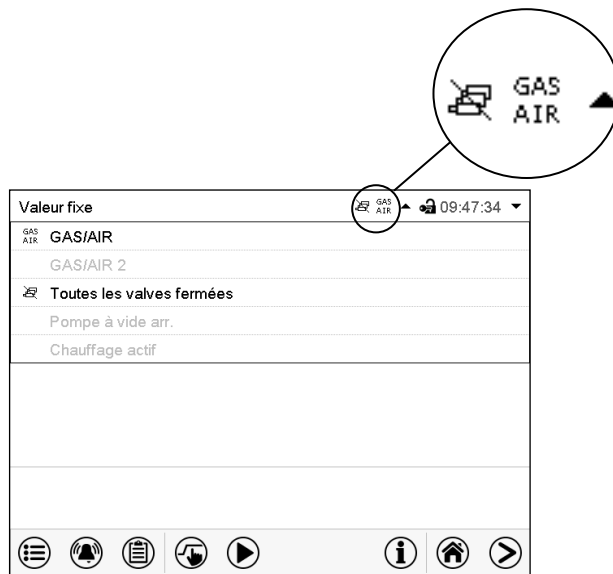 GAS
AIR
Valeur fixe GAS AIR 09:47:34
GAS AIR GAS/AIR
GAS/AIR 2
Toutes les valves fermées
Pompe à vide arr.
Chauffage actif
i